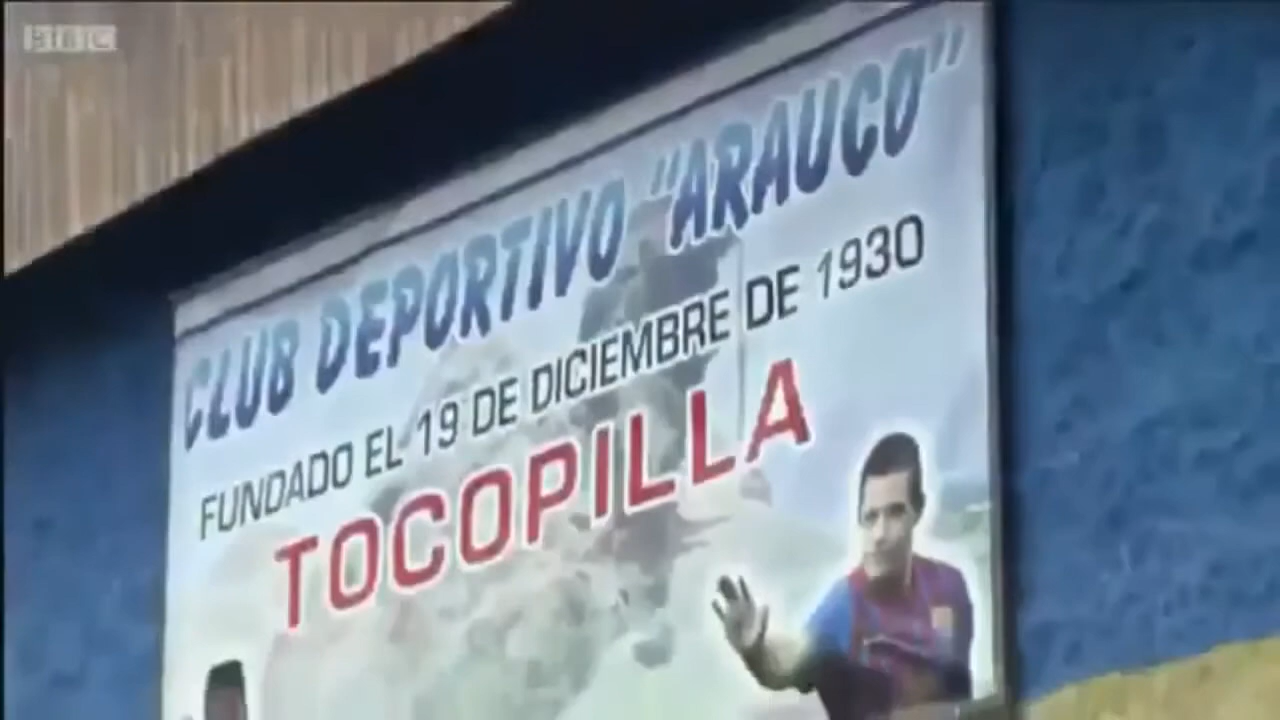 BBC
CLUB DEPORTIVO "ARAUCO"
FUNDADO EL 19 DE DICIEMBRE DE 1930
TOCOPILLA